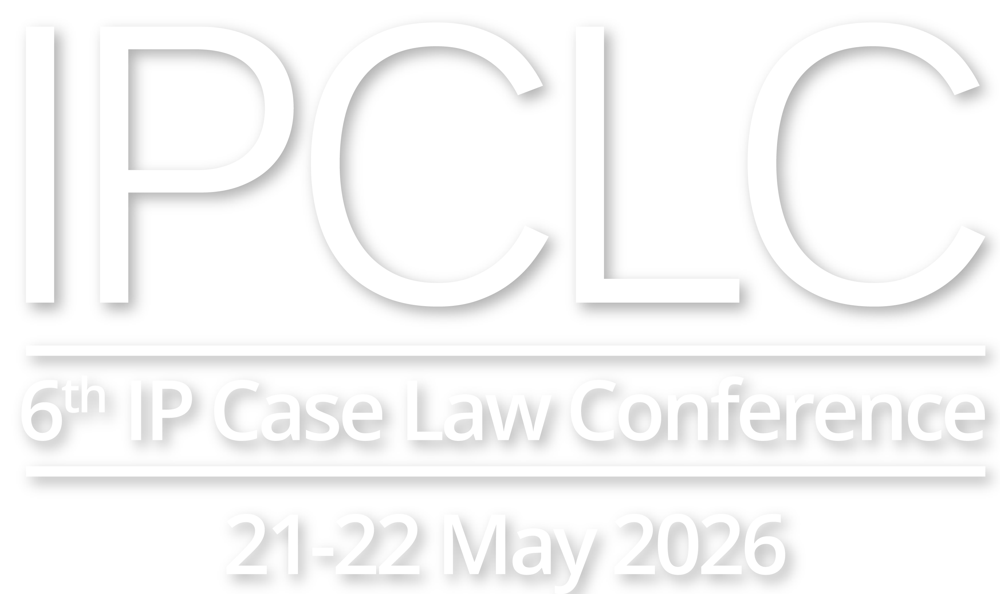 IPCLC
6th IP Case Law Conference
21-22 May 2026